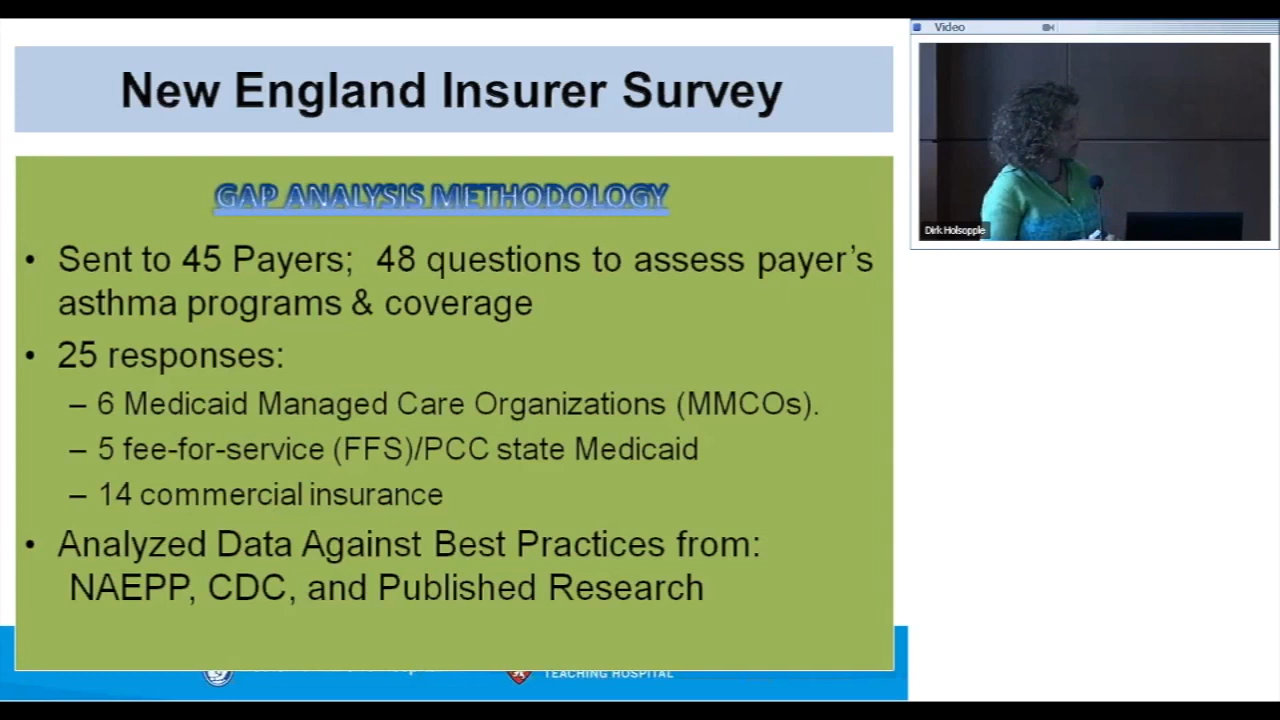 New England Insurer Survey
GAP ANALYSIS METHODOLOGY
• Sent to 45 Payers; 48 questions to assess payer's
asthma programs & coverage
• 25 responses:
– 6 Medicaid Managed Care Organizations (MMCOs).
– 5 fee-for-service (FFS)/PCC state Medicaid
– 14 commercial insurance
• Analyzed Data Against Best Practices from:
NAEPP, CDC, and Published Research
TEACHING HOSPITAL
Video
Dirk Holsopple